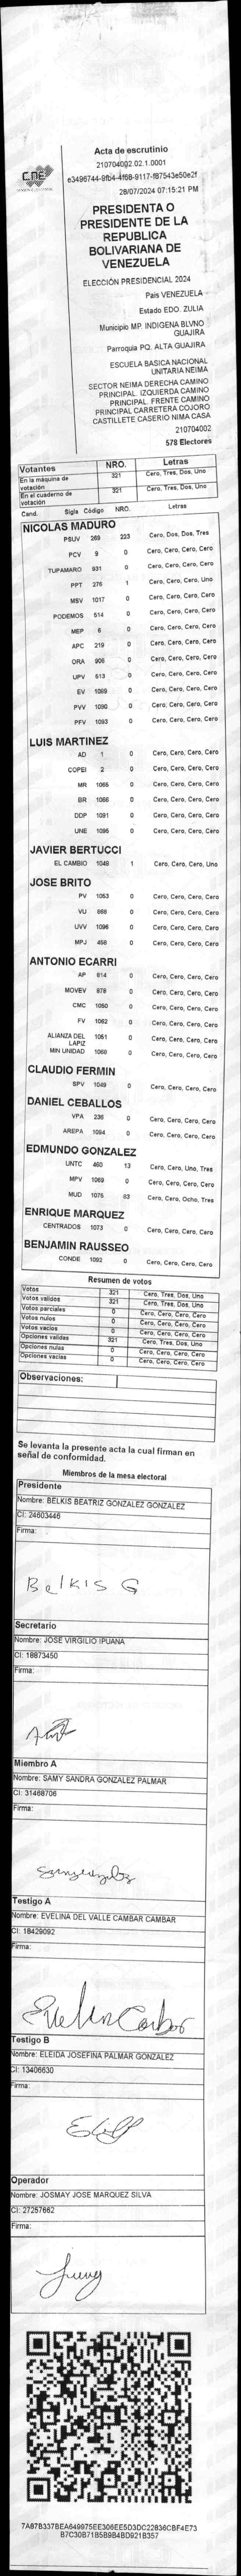 CNE
Acta de escrutinio
210704002.02.1.0001
e3496744-9fb4-4f68-9117-f87543e50e2f
28/07/2024 07:15:21 PM
PRESIDENTA O
PRESIDENTE DE LA
REPUBLICA
BOLIVARIANA DE
VENEZUELA
ELECCIÓN PRESIDENCIAL 2024
Pais VENEZUELA
Estado EDO. ZULIA
Municipio MP. INDIGENA BLVNO
GUAJIRA
Parroquia PQ. ALTA GUAJIRA
ESCUELA BASICA NACIONAL
UNITARIA NEIMA
SECTOR NEIMA DERECHA CAMINO
PRINCIPAL. IZQUIERDA CAMINO
PRINCIPAL. FRENTE CAMINO
PRINCIPAL CARRETERA COJORO
CASTILLETE CASERIO NIMA CASA
210704002
578 Electores
Votantes NRO. Letras
En la máquina de votación 321 Cero, Tres, Dos, Uno
En el cuaderno de votación 321 Cero, Tres, Dos, Uno
Cand. Sigla Código NRO. Letras
NICOLAS MADURO
PSUV 269 223 Cero, Dos, Dos, Tres
PCV 9 0 Cero, Cero, Cero, Cero
TUPAMARO 931 0 Cero, Cero, Cero, Cero
PPT 276 1 Cero, Cero, Cero, Uno
MSV 1017 0 Cero, Cero, Cero, Cero
PODEMOS 514 0 Cero, Cero, Cero, Cero
MEP 6 0 Cero, Cero, Cero, Cero
APC 219 0 Cero, Cero, Cero, Cero
ORA 906 0 Cero, Cero, Cero, Cero
UPV 513 0 Cero, Cero, Cero, Cero
EV 1089 0 Cero, Cero, Cero, Cero
PVV 1090 0 Cero, Cero, Cero, Cero
PFV 1093 0 Cero, Cero, Cero, Cero
LUIS MARTINEZ
AD 1 0 Cero, Cero, Cero, Cero
COPEI 2 0 Cero, Cero, Cero, Cero
MR 1065 0 Cero, Cero, Cero, Cero
BR 1066 0 Cero, Cero, Cero, Cero
DDP 1091 0 Cero, Cero, Cero, Cero
UNE 1095 0 Cero, Cero, Cero, Cero
JAVIER BERTUCCI
EL CAMBIO 1048 1 Cero, Cero, Cero, Uno
JOSE BRITO
PV 1053 0 Cero, Cero, Cero, Cero
VU 868 0 Cero, Cero, Cero, Cero
UVV 1096 0 Cero, Cero, Cero, Cero
MPJ 456 0 Cero, Cero, Cero, Cero
ANTONIO ECARRI
AP 614 0 Cero, Cero, Cero, Cero
MOVEV 878 0 Cero, Cero, Cero, Cero
CMC 1050 0 Cero, Cero, Cero, Cero
FV 1062 0 Cero, Cero, Cero, Cero
ALIANZA DEL LAPIZ 1051 0 Cero, Cero, Cero, Cero
MIN UNIDAD 1068 0 Cero, Cero, Cero, Cero
CLAUDIO FERMIN
SPV 1049 0 Cero, Cero, Cero, Cero
DANIEL CEBALLOS
VPA 236 0 Cero, Cero, Cero, Cero
AREPA 1094 0 Cero, Cero, Cero, Cero
EDMUNDO GONZALEZ
UNTC 460 13 Cero, Cero, Uno, Tres
MPV 1069 0 Cero, Cero, Cero, Cero
MUD 1075 83 Cero, Cero, Ocho, Tres
ENRIQUE MARQUEZ
CENTRADOS 1073 0 Cero, Cero, Cero, Cero
BENJAMIN RAUSSEO
CONDE 1092 0 Cero, Cero, Cero, Cero
Resumen de votos
Votos 321 Cero, Tres, Dos, Uno
Votos válidos 321 Cero, Tres, Dos, Uno
Votos parciales 0 Cero, Cero, Cero, Cero
Votos nulos 0 Cero, Cero, Cero, Cero
Votos vacíos 0 Cero, Cero, Cero, Cero
Opciones válidas 321 Cero, Tres, Dos, Uno
Opciones nulas 0 Cero, Cero, Cero, Cero
Opciones vacías 0 Cero, Cero, Cero, Cero
Observaciones:
Se levanta la presente acta la cual firman en
señal de conformidad.
Miembros de la mesa electoral
Presidente
Nombre: BELKIS BEATRIZ GONZALEZ GONZALEZ
CI: 24603446
Firma:
Belkis G
Secretario
Nombre: JOSE VIRGILIO IPUANA
CI: 18873450
Firma:
Miembro A
Nombre: SAMY SANDRA GONZALEZ PALMAR
CI: 31468706
Firma:
Testigo A
Nombre: EVELINA DEL VALLE CAMBAR CAMBAR
CI: 18429092
Firma:
Testigo B
Nombre: ELEIDA JOSEFINA PALMAR GONZALEZ
CI: 13406630
Firma:
Operador
Nombre: JOSMAY JOSE MARQUEZ SILVA
CI: 27257662
Firma:
7A67B337BEA649975EE306EE5D3DC22836CBF4E73
B7C30B71B5B9B4BD921B357